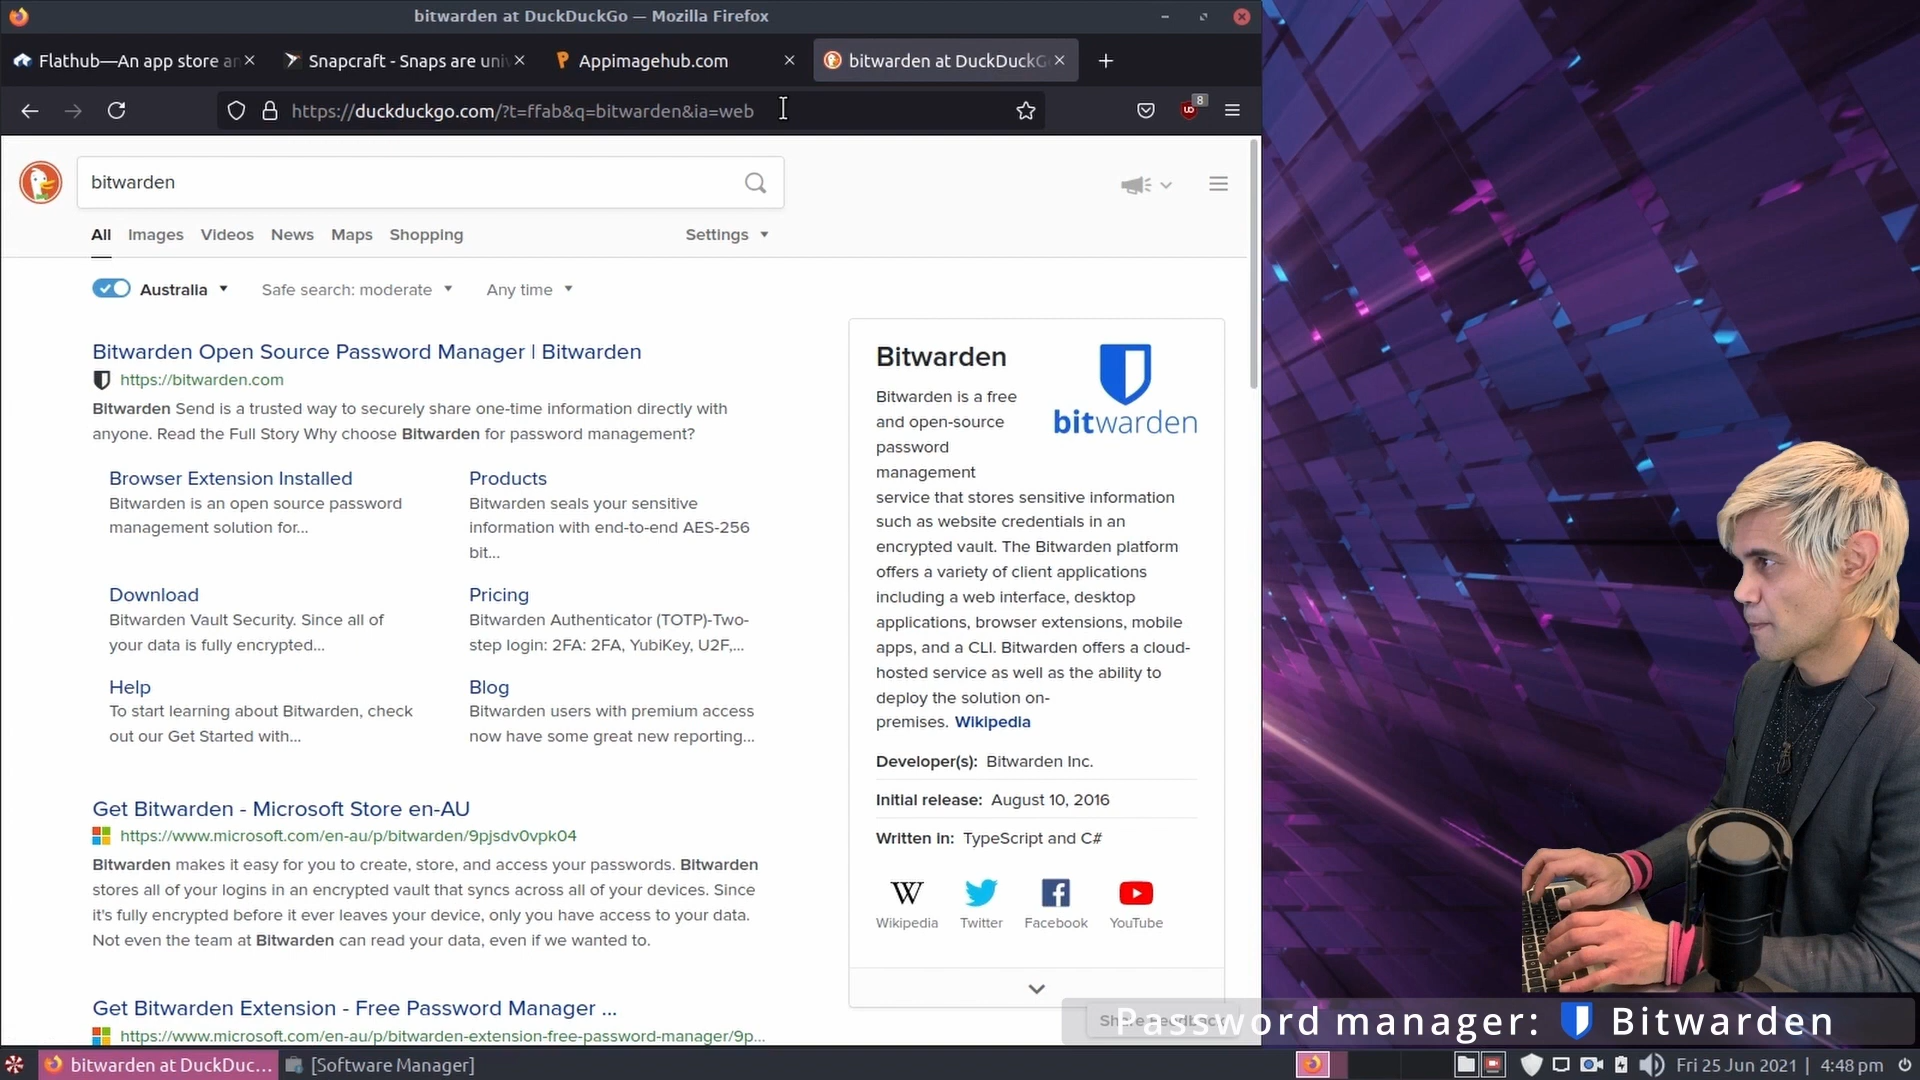 bitwarden at DuckDuckGo — Mozilla Firefox
Flathub—An app store an
Snapcraft - Snaps are univ
Appimagehub.com
bitwarden at DuckDuckG
https://duckduckgo.com/?t=ffab&q=bitwarden&ia=web
8
bitwarden
All Images Videos News Maps Shopping Settings
Australia Safe search: moderate Any time
Bitwarden Open Source Password Manager | Bitwarden
https://bitwarden.com
Bitwarden Send is a trusted way to securely share one-time information directly with
anyone. Read the Full Story Why choose Bitwarden for password management?
Browser Extension Installed
Bitwarden is an open source password
management solution for...
Products
Bitwarden seals your sensitive
information with end-to-end AES-256
bit...
Download
Bitwarden Vault Security. Since all of
your data is fully encrypted...
Pricing
Bitwarden Authenticator (TOTP)-Two-
step login: 2FA: 2FA, YubiKey, U2F,...
Help
To start learning about Bitwarden, check
out our Get Started with...
Blog
Bitwarden users with premium access
now have some great new reporting...
Get Bitwarden - Microsoft Store en-AU
https://www.microsoft.com/en-au/p/bitwarden/9pjsdv0vpk04
Bitwarden makes it easy for you to create, store, and access your passwords. Bitwarden
stores all of your logins in an encrypted vault that syncs across all of your devices. Since
it's fully encrypted before it ever leaves your device, only you have access to your data.
Not even the team at Bitwarden can read your data, even if we wanted to.
Get Bitwarden Extension - Free Password Manager ...
https://www.microsoft.com/en-au/p/bitwarden-extension-free-password-manager/9p...
Bitwarden
bitwarden
Bitwarden is a free
and open-source
password
management
service that stores sensitive information
such as website credentials in an
encrypted vault. The Bitwarden platform
offers a variety of client applications
including a web interface, desktop
applications, browser extensions, mobile
apps, and a CLI. Bitwarden offers a cloud-
hosted service as well as the ability to
deploy the solution on-
premises. Wikipedia
Developer(s): Bitwarden Inc.
Initial release: August 10, 2016
Written in: TypeScript and C#
Wikipedia Twitter Facebook YouTube
Share Feedback
Password manager: Bitwarden
bitwarden at DuckDuc...
[Software Manager]
Fri 25 Jun 2021 | 4:48 pm